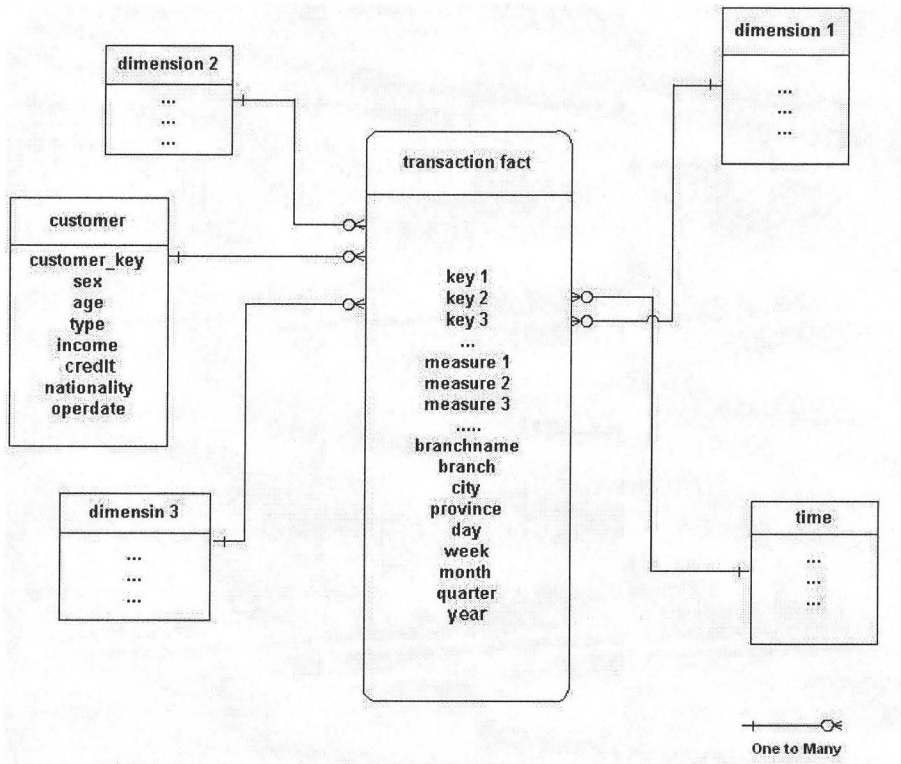 dimension 2
...
...
...
customer
customer_key
sex
age
type
income
credit
nationality
operdate
dimensin 3
...
...
...
transaction fact
key 1
key 2
key 3
...
measure 1
measure 2
measure 3
.....
branchname
branch
city
province
day
week
month
quarter
year
dimension 1
...
...
...
time
...
...
...
One to Many